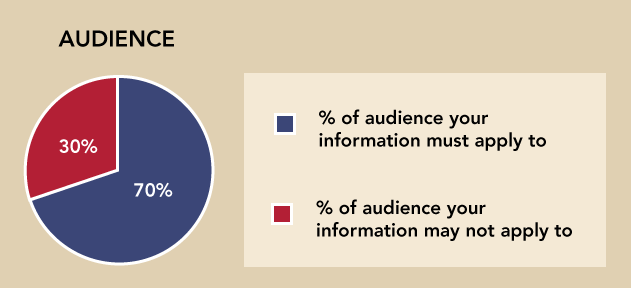 AUDIENCE
30%
70%
% of audience your
information must apply to
% of audience your
information may not apply to